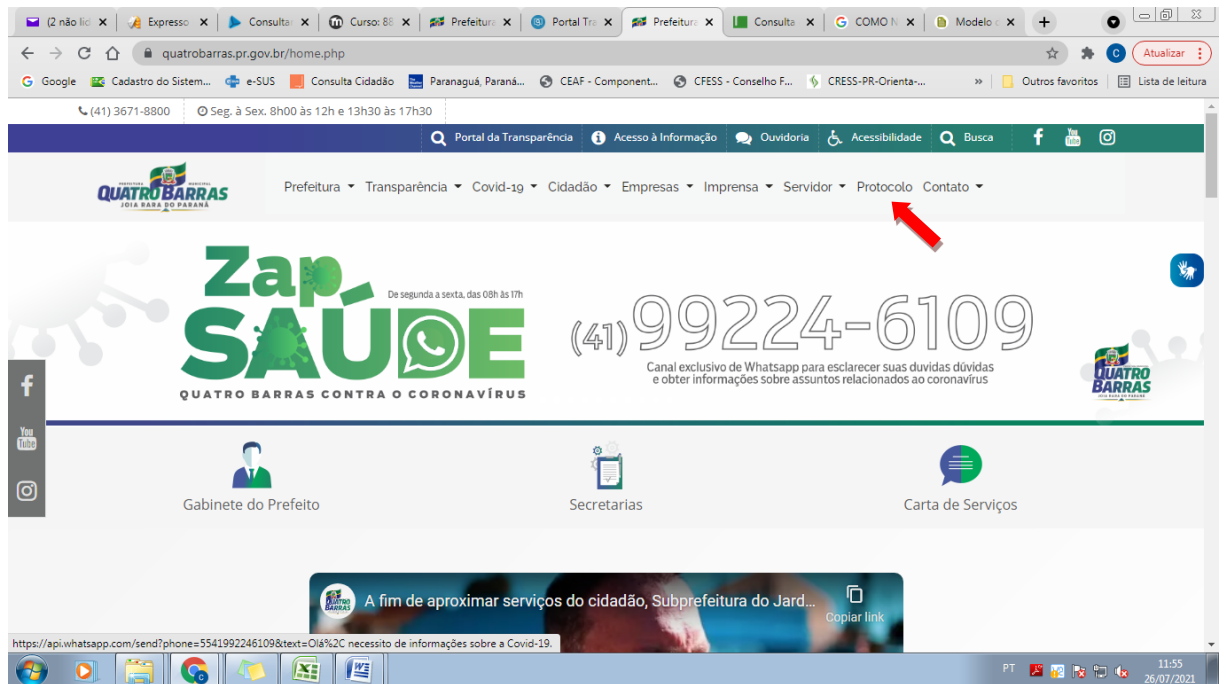 (2 não lic
Expresso
Consulta
Curso: 88
Prefeitura
Portal Tra
Prefeitura
Consulta
COMO N
Modelo d
quatrobarras.pr.gov.br/home.php
Atualizar
Google
Cadastro do Sistem...
e-SUS
Consulta Cidadão
Paranaguá, Paraná...
CEAF - Component...
CFESS - Conselho F...
CRESS-PR-Orienta-...
»
Outros favoritos
Lista de leitura
(41) 3671-8800
Seg. à Sex. 8h00 às 12h e 13h30 às 17h30
Portal da Transparência
Acesso à Informação
Ouvidoria
Acessibilidade
Busca
You Tube
QUATRO BARRAS
JOIA RARA DO PARANÁ
Prefeitura
Transparência
Covid-19
Cidadão
Empresas
Imprensa
Servidor
Protocolo
Contato
Zap
SAÚDE
De segunda a sexta, das 08h às 17h
QUATRO BARRAS CONTRA O CORONAVÍRUS
(41) 99224-6109
Canal exclusivo de Whatsapp para esclarecer suas duvidas dúvidas
e obter informações sobre assuntos relacionados ao coronavírus
QUATRO
BARRAS
You Tube
Gabinete do Prefeito
Secretarias
Carta de Serviços
QUATRO BARRAS
A fim de aproximar serviços do cidadão, Subprefeitura do Jard...
Copiar link
https://api.whatsapp.com/send?phone=5541992246109&text=Olá%2C necessito de informações sobre a Covid-19.
PT
11:55
26/07/2021